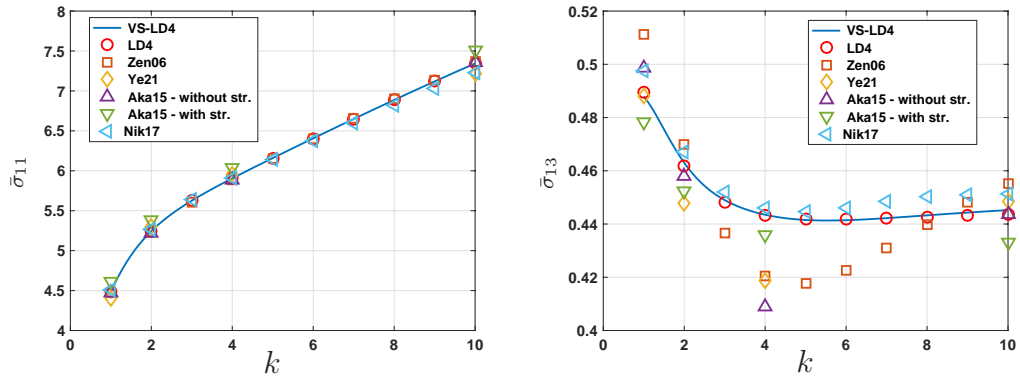 VS-LD4
LD4
Zen06
Ye21
Aka15 - without str.
Aka15 - with str.
Nik17
8
7.5
7
6.5
6
5.5
5
4.5
4
0 2 4 6 8 10
σ̄11
k
VS-LD4
LD4
Zen06
Ye21
Aka15 - without str.
Aka15 - with str.
Nik17
0.52
0.5
0.48
0.46
0.44
0.42
0.4
0 2 4 6 8 10
σ̄13
k